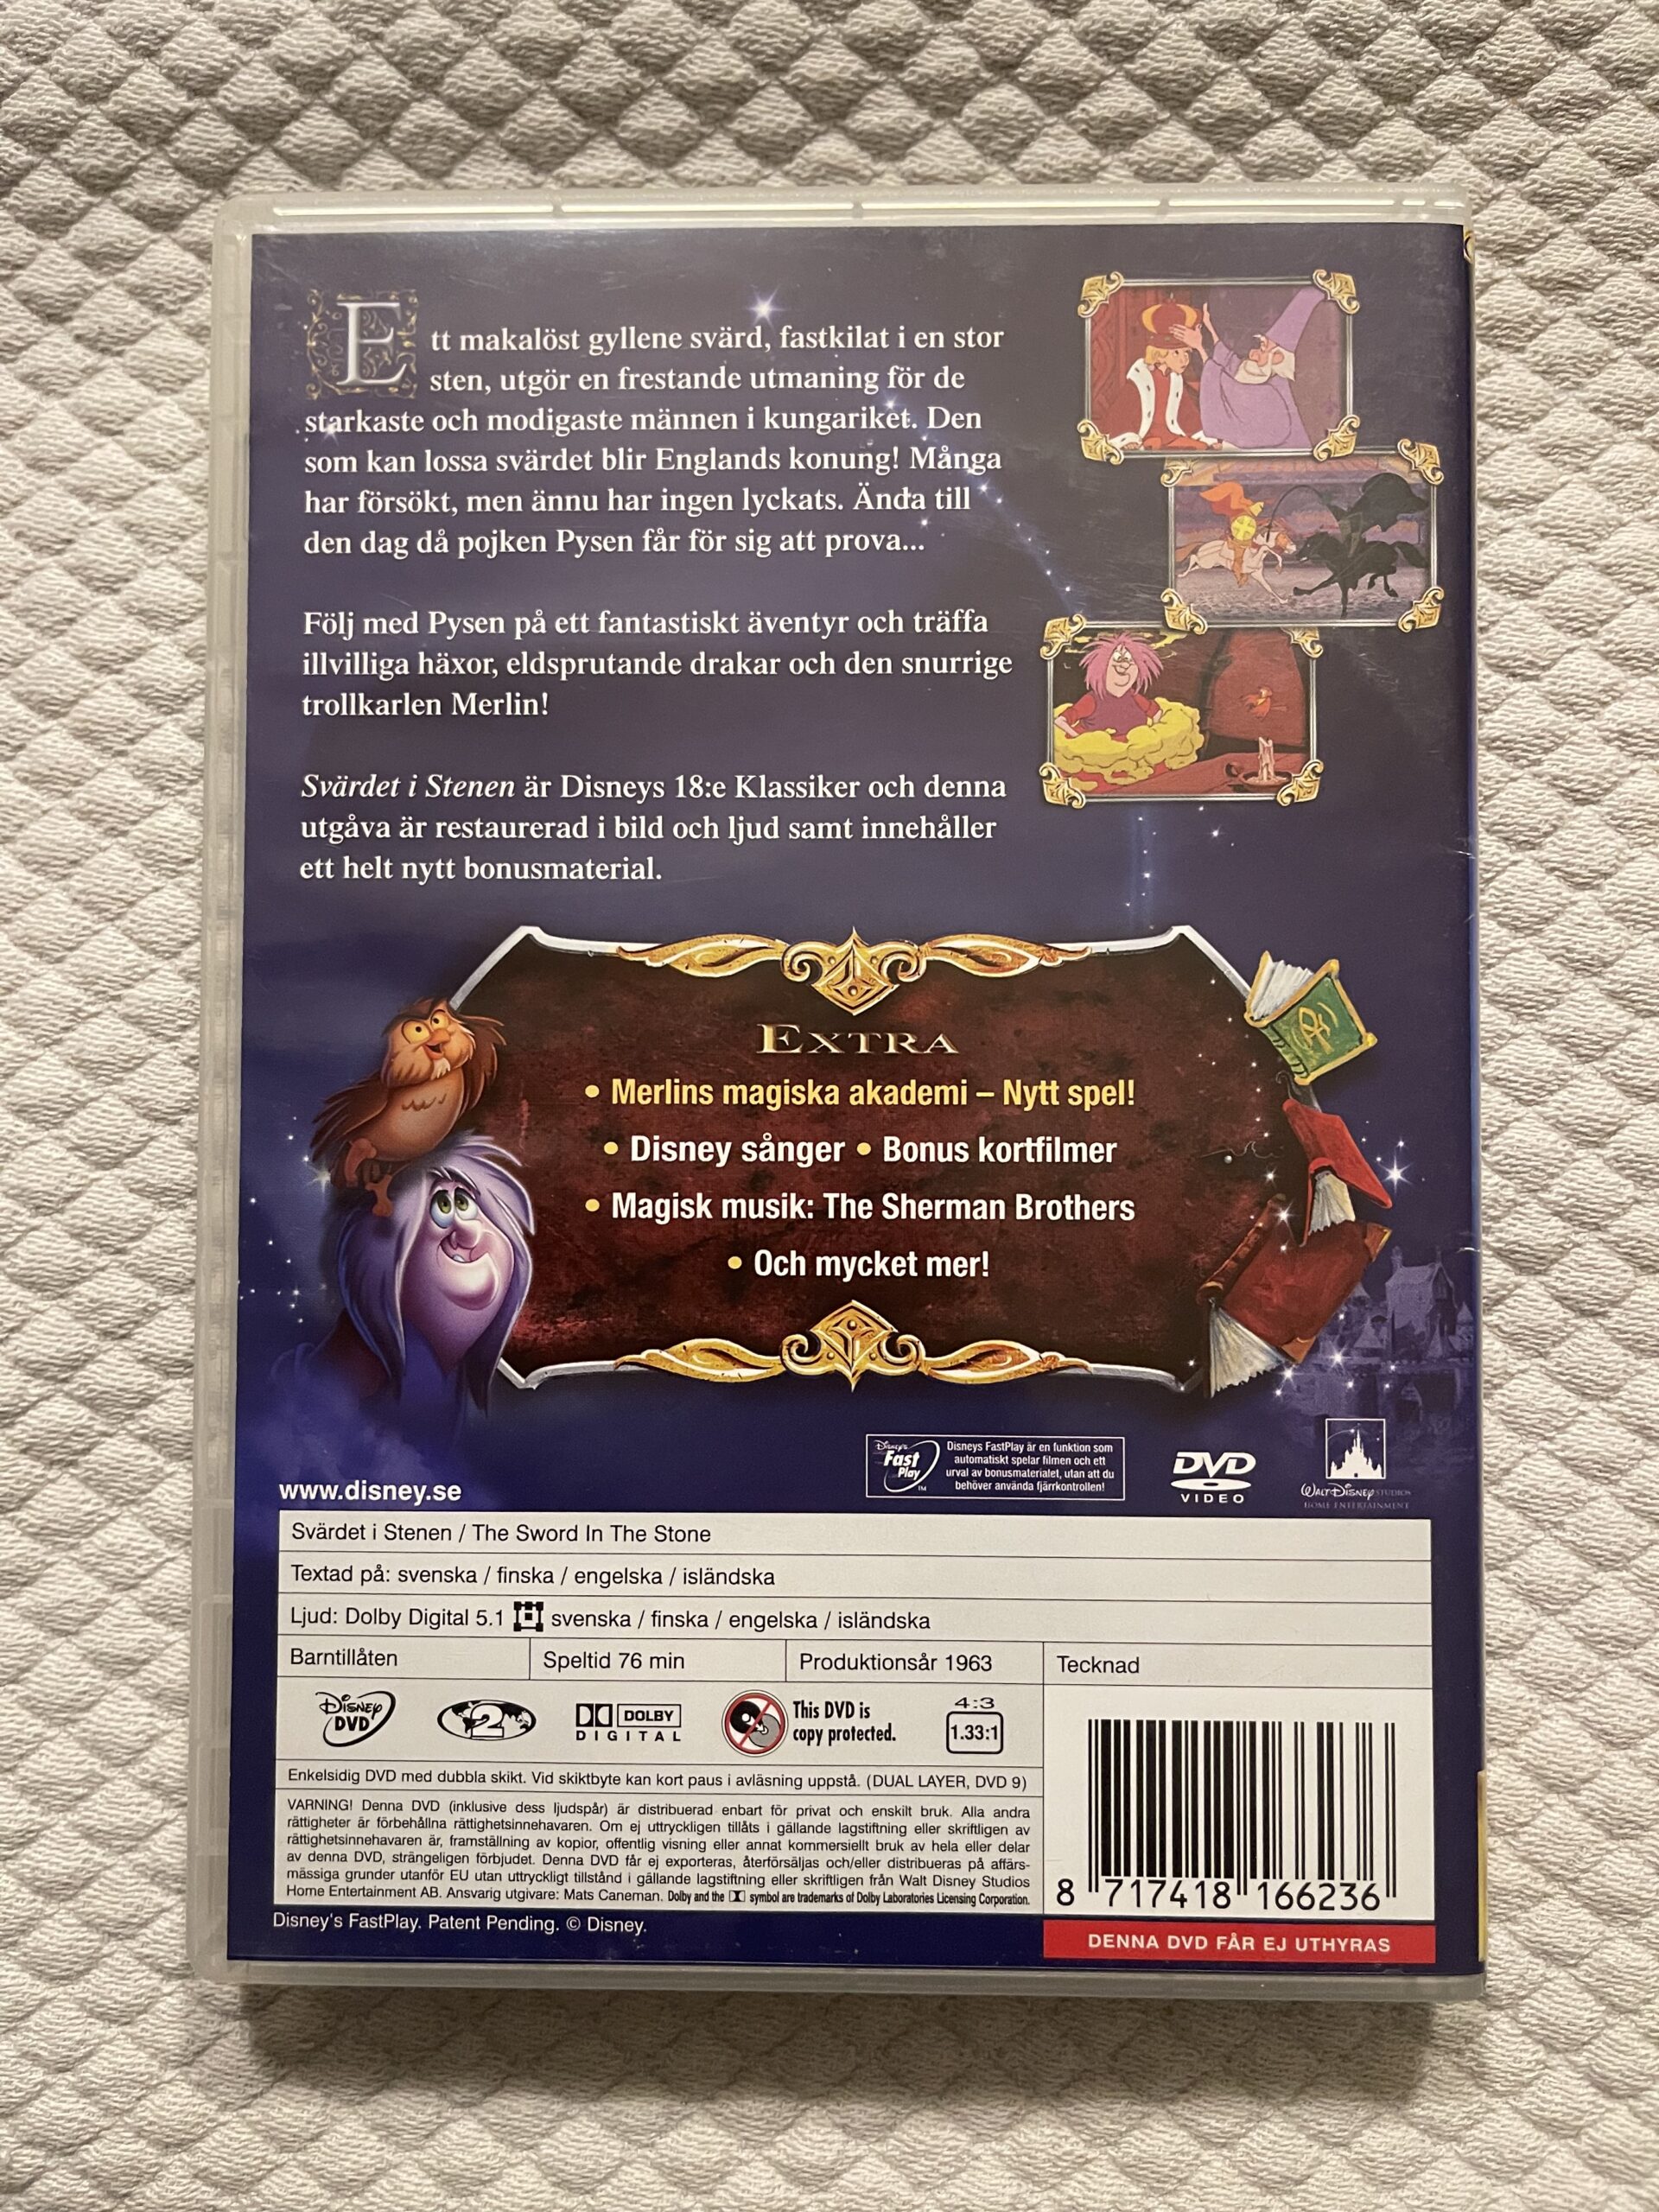 Ett makalöst gyllene svärd, fastkilat i en stor
sten, utgör en frestande utmaning för de
starkaste och modigaste männen i kungariket. Den
som kan lossa svärdet blir Englands konung! Många
har försökt, men ännu har ingen lyckats. Ända till
den dag då pojken Pysen får för sig att prova...
Följ med Pysen på ett fantastiskt äventyr och träffa
illvilliga häxor, eldsprutande drakar och den snurrige
trollkarlen Merlin!
Svärdet i Stenen är Disneys 18:e Klassiker och denna
utgåva är restaurerad i bild och ljud samt innehåller
ett helt nytt bonusmaterial.
EXTRA
• Merlins magiska akademi – Nytt spel!
• Disney sånger • Bonus kortfilmer
• Magisk musik: The Sherman Brothers
• Och mycket mer!
Disney's Fast Play ™
Disneys FastPlay är en funktion som
automatiskt spelar filmen och ett
urval av bonusmaterialet, utan att du
behöver använda fjärrkontrollen!
DVD
VIDEO
WALT DISNEY STUDIOS
HOME ENTERTAINMENT
www.disney.se
Svärdet i Stenen / The Sword In The Stone
Textad på: svenska / finska / engelska / isländska
Ljud: Dolby Digital 5.1 svenska / finska / engelska / isländska
Barntillåten Speltid 76 min Produktionsår 1963 Tecknad
DISNEY DVD
2
DOLBY
DIGITAL
This DVD is
copy protected.
4:3
1.33:1
Enkelsidig DVD med dubbla skikt. Vid skiktbyte kan kort paus i avläsning uppstå. (DUAL LAYER, DVD 9)
VARNING! Denna DVD (inklusive dess ljudspår) är distribuerad enbart för privat och enskilt bruk. Alla andra
rättigheter är förbehållna rättighetsinnehavaren. Om ej uttryckligen tillåts i gällande lagstiftning eller skriftligen av
rättighetsinnehavaren är, framställning av kopior, offentlig visning eller annat kommersiellt bruk av hela eller delar
av denna DVD, strängeligen förbjudet. Denna DVD får ej exporteras, återförsäljas och/eller distribueras på affärs-
mässiga grunder utanför EU utan uttryckligt tillstånd i gällande lagstiftning eller skriftligen från Walt Disney Studios
Home Entertainment AB. Ansvarig utgivare: Mats Caneman. Dolby and the symbol are trademarks of Dolby Laboratories Licensing Corporation.
8 717418 166236
Disney's FastPlay. Patent Pending. © Disney.
DENNA DVD FÅR EJ UTHYRAS